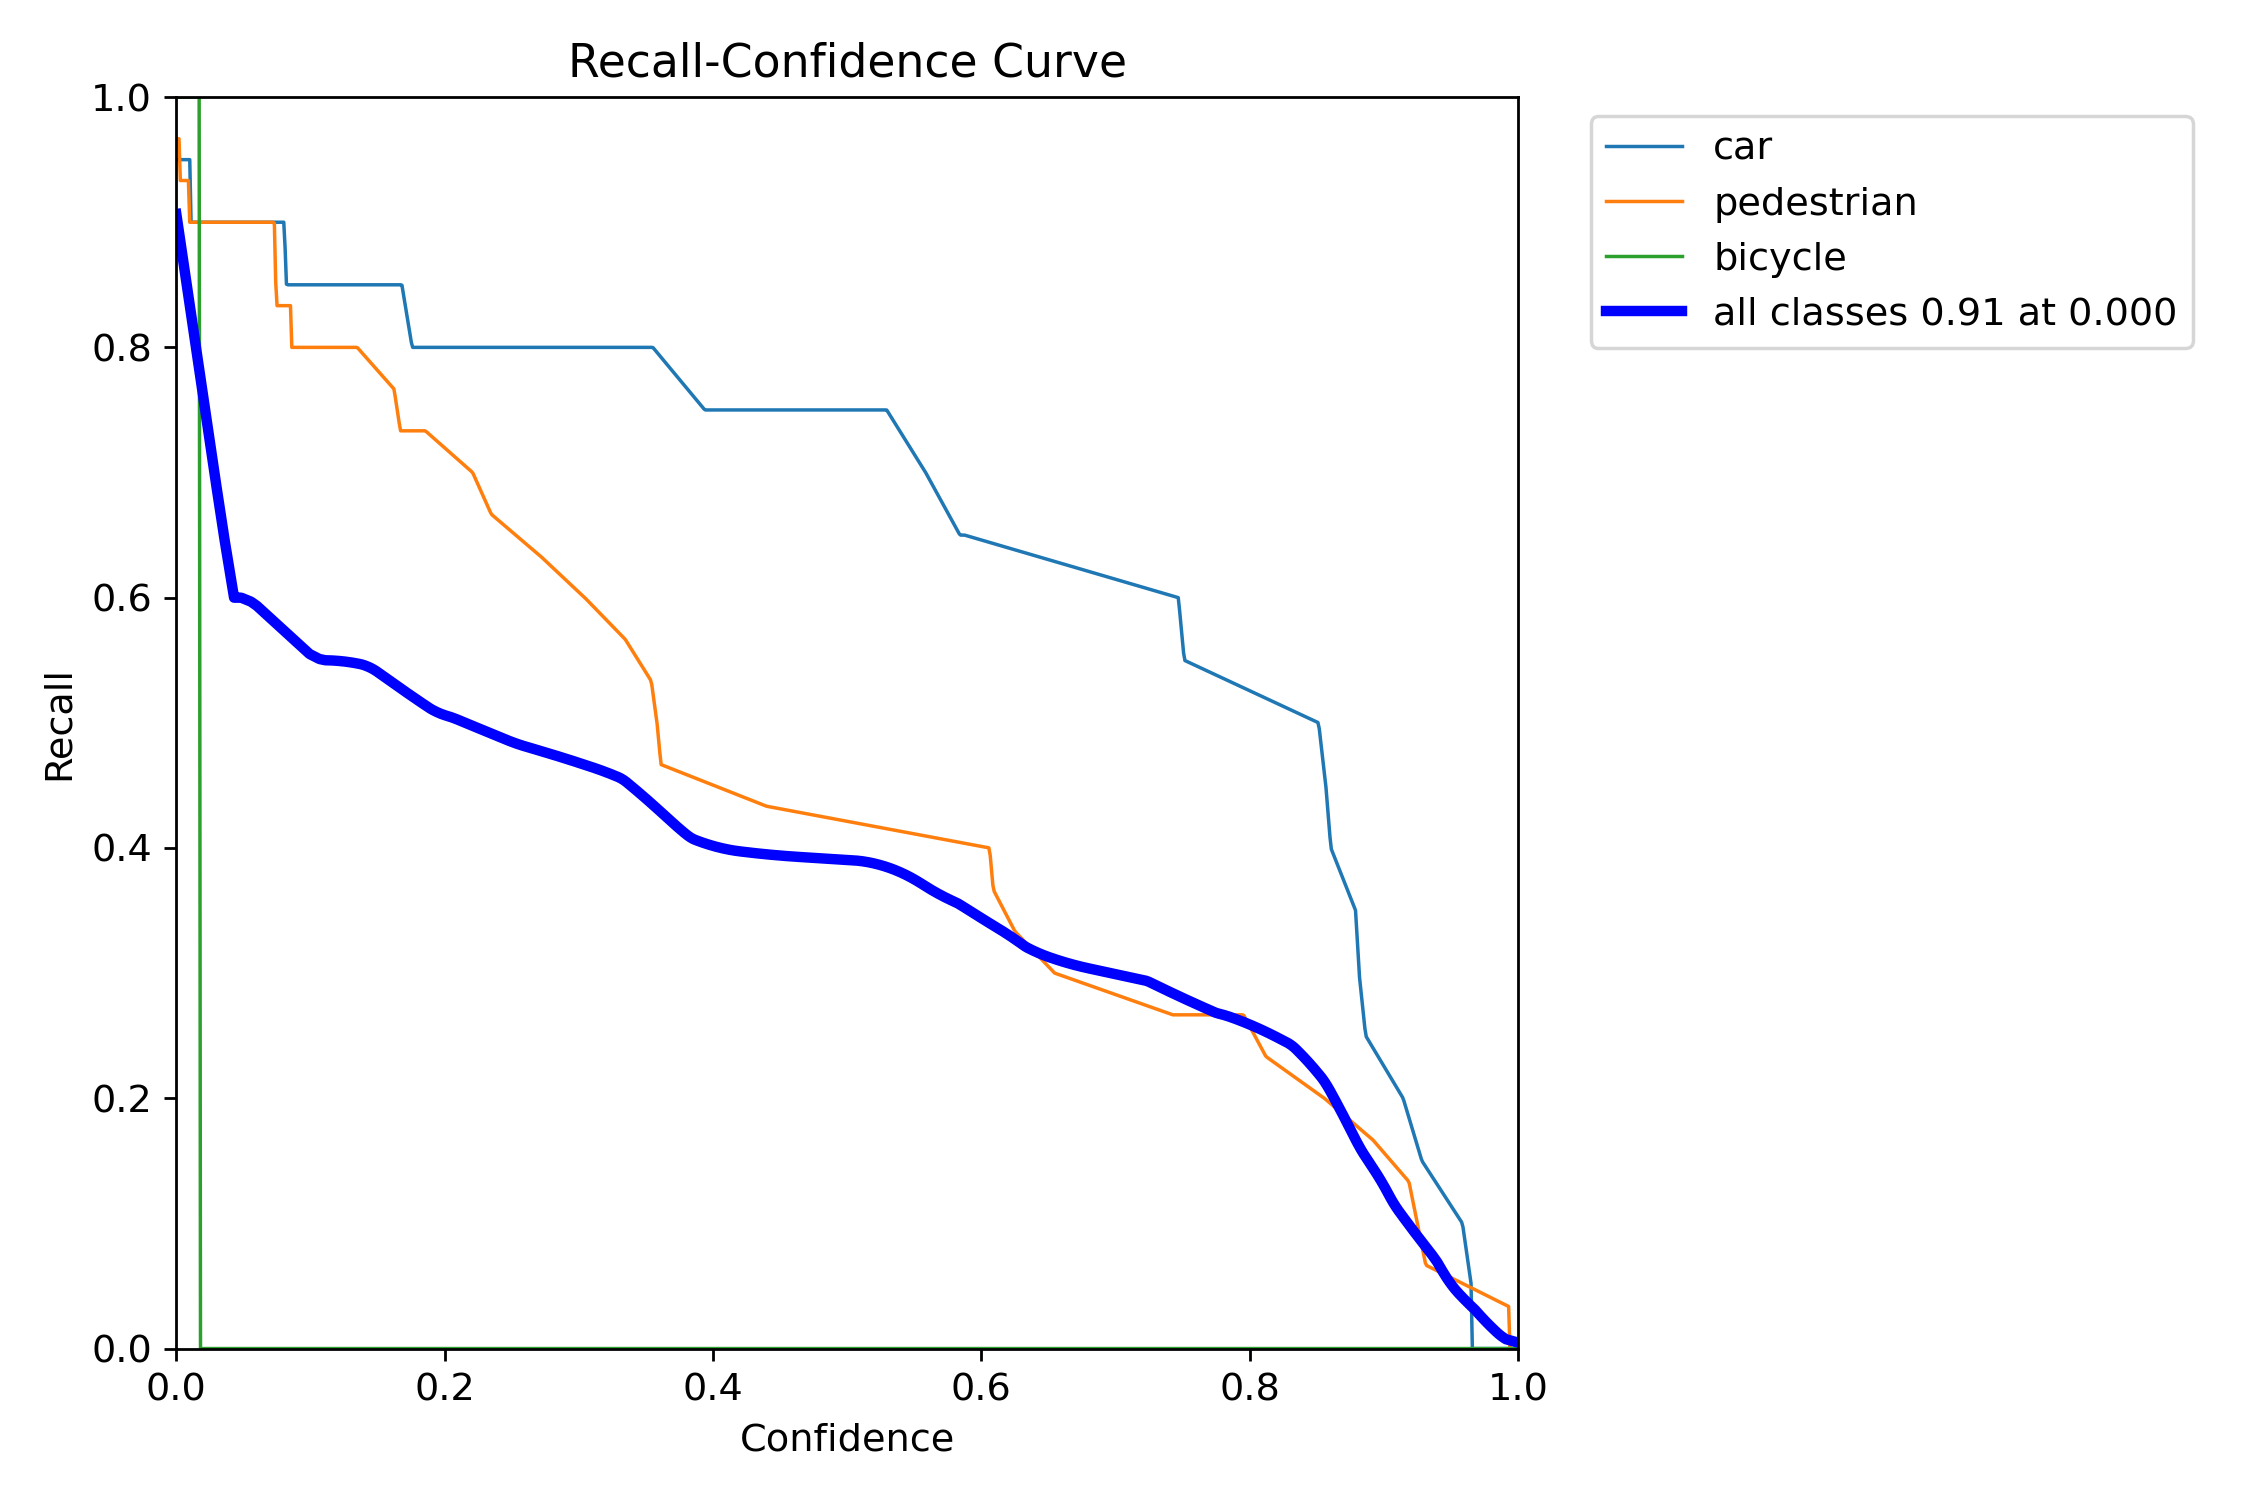 Recall-Confidence Curve
1.0
0.8
0.6
0.4
0.2
0.0
Recall
0.0 0.2 0.4 0.6 0.8 1.0
Confidence
car
pedestrian
bicycle
all classes 0.91 at 0.000